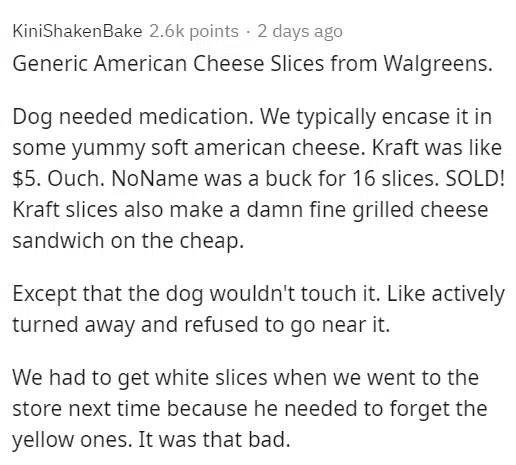 KiniShakenBake 2.6k points · 2 days ago
Generic American Cheese Slices from Walgreens.
Dog needed medication. We typically encase it in
some yummy soft american cheese. Kraft was like
$5. Ouch. NoName was a buck for 16 slices. SOLD!
Kraft slices also make a damn fine grilled cheese
sandwich on the cheap.
Except that the dog wouldn't touch it. Like actively
turned away and refused to go near it.
We had to get white slices when we went to the
store next time because he needed to forget the
yellow ones. It was that bad.